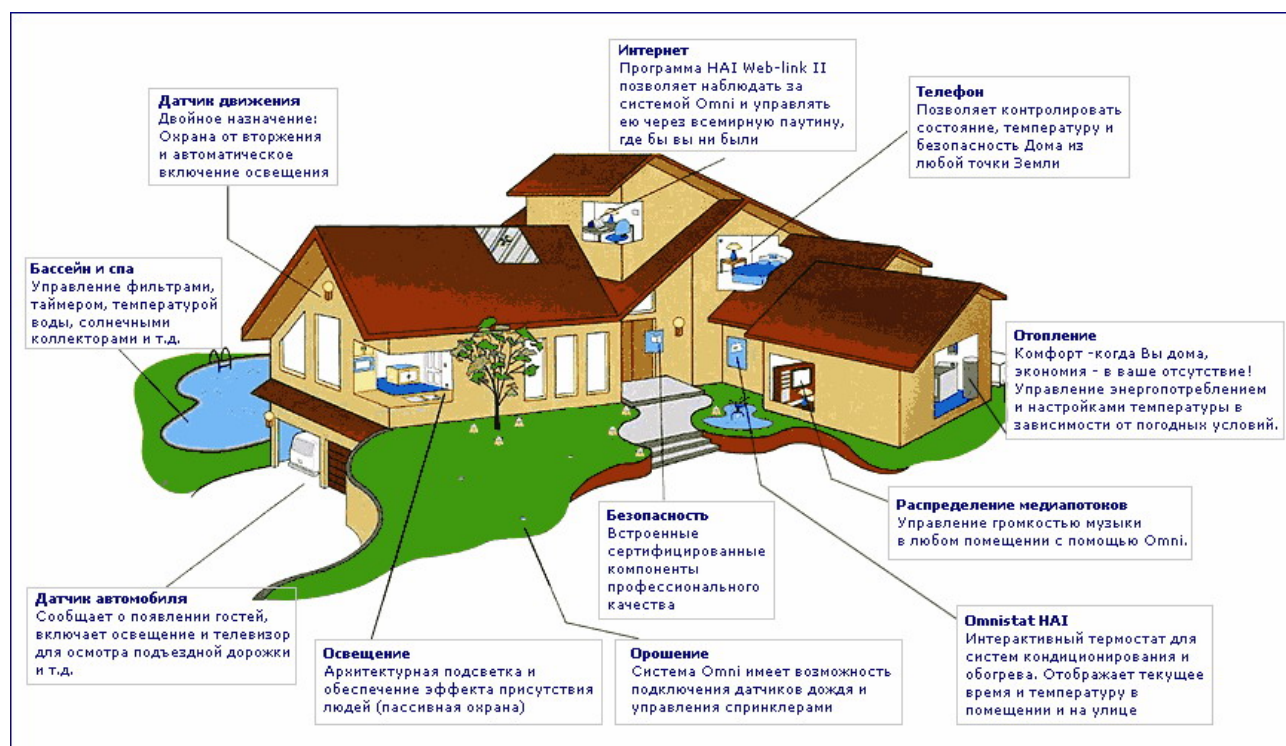 Интернет
Программа HAI Web-link II
позволяет наблюдать за
системой Omni и управлять
ею через всемирную паутину,
где бы вы ни были
Телефон
Позволяет контролировать
состояние, температуру и
безопасность Дома из
любой точки Земли
Датчик движения
Двойное назначение:
Охрана от вторжения
и автоматическое
включение освещения
Бассейн и спа
Управление фильтрами,
таймером, температурой
воды, солнечными
коллекторами и т.д.
Отопление
Комфорт -когда Вы дома,
экономия - в ваше отсутствие!
Управление энергопотреблением
и настройками температуры в
зависимости от погодных условий.
Распределение медиапотоков
Управление громкостью музыки
в любом помещении с помощью Omni.
Безопасность
Встроенные
сертифицированные
компоненты
профессионального
качества
Датчик автомобиля
Сообщает о появлении гостей,
включает освещение и телевизор
для осмотра подъездной дорожки
и т.д.
Освещение
Архитектурная подсветка и
обеспечение эффекта присутствия
людей (пассивная охрана)
Орошение
Система Omni имеет возможность
подключения датчиков дождя и
управления спринклерами
Omnistat HAI
Интерактивный термостат для
систем кондиционирования и
обогрева. Отображает текущее
время и температуру в
помещении и на улице